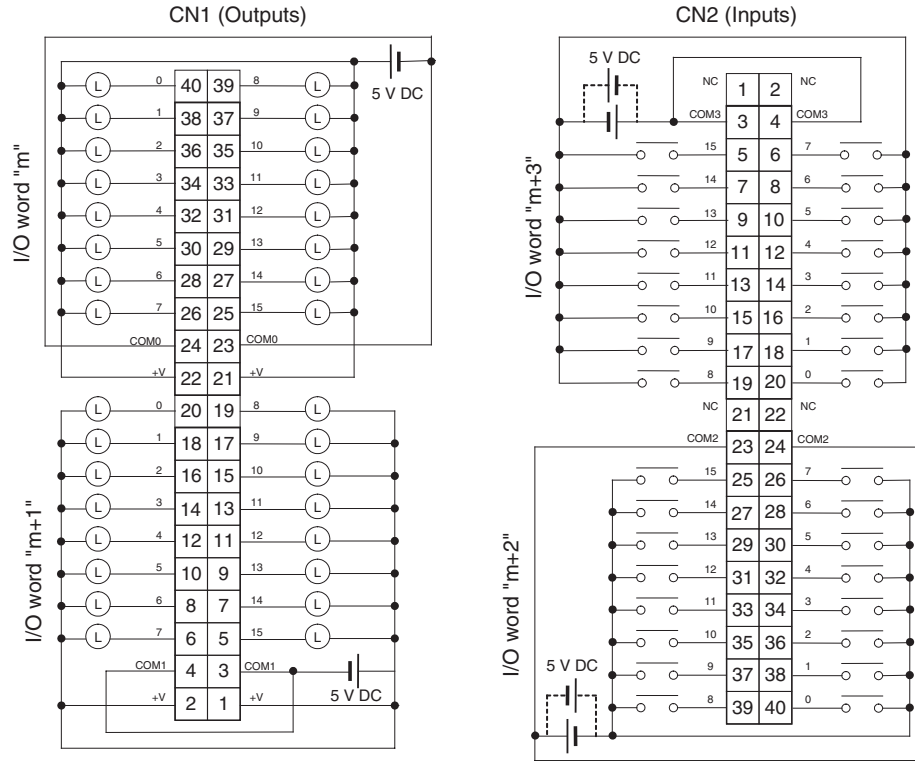 CN1 (Outputs)
I/O word "m"
5 V DC
0 40 39 8
L L
1 38 37 9
L L
2 36 35 10
L L
3 34 33 11
L L
4 32 31 12
L L
5 30 29 13
L L
6 28 27 14
L L
7 26 25 15
L L
COM0 24 23 COM0
+V 22 21 +V
I/O word "m+1"
0 20 19 8
L L
1 18 17 9
L L
2 16 15 10
L L
3 14 13 11
L L
4 12 11 12
L L
5 10 9 13
L L
6 8 7 14
L L
7 6 5 15
L L
COM1 4 3 COM1
5 V DC
+V 2 1 +V
CN2 (Inputs)
5 V DC
I/O word "m+3"
NC 1 2 NC
COM3 3 4 COM3
15 5 6 7
14 7 8 6
13 9 10 5
12 11 12 4
11 13 14 3
10 15 16 2
9 17 18 1
8 19 20 0
NC 21 22 NC
COM2 23 24 COM2
I/O word "m+2"
15 25 26 7
14 27 28 6
13 29 30 5
12 31 32 4
11 33 34 3
10 35 36 2
9 37 38 1
8 39 40 0
5 V DC